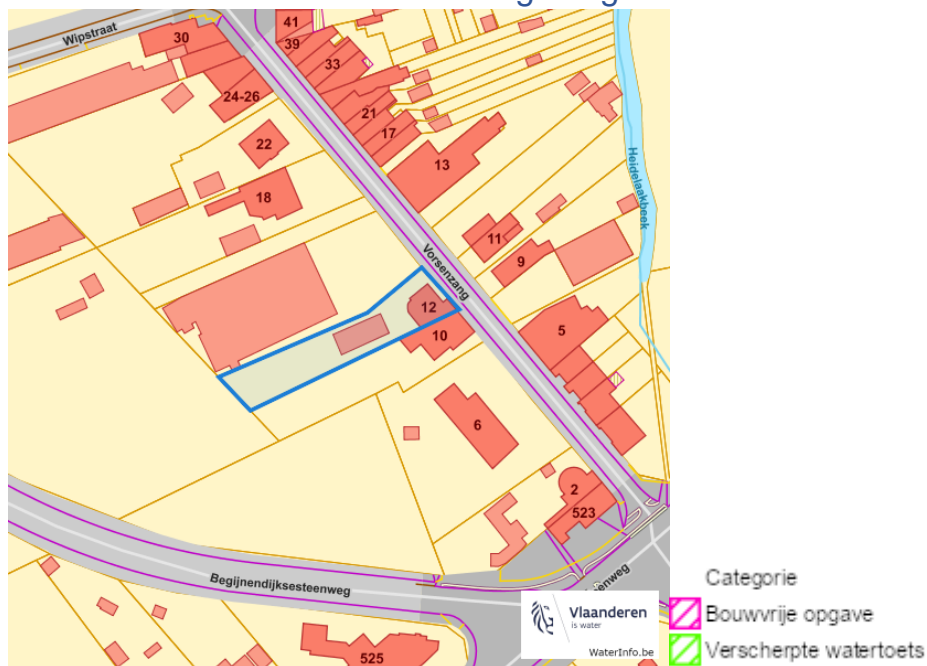 Wipstraat
30
41
39
33
24-26
21
17
22
13
18
Heidelaakbeek
11
9
Vorsenzang
12
10
5
6
2
523
Begijnendijksesteenweg
525
Vlaanderen
is water
WaterInfo.be
Categorie
Bouwvrije opgave
Verscherpte watertoets